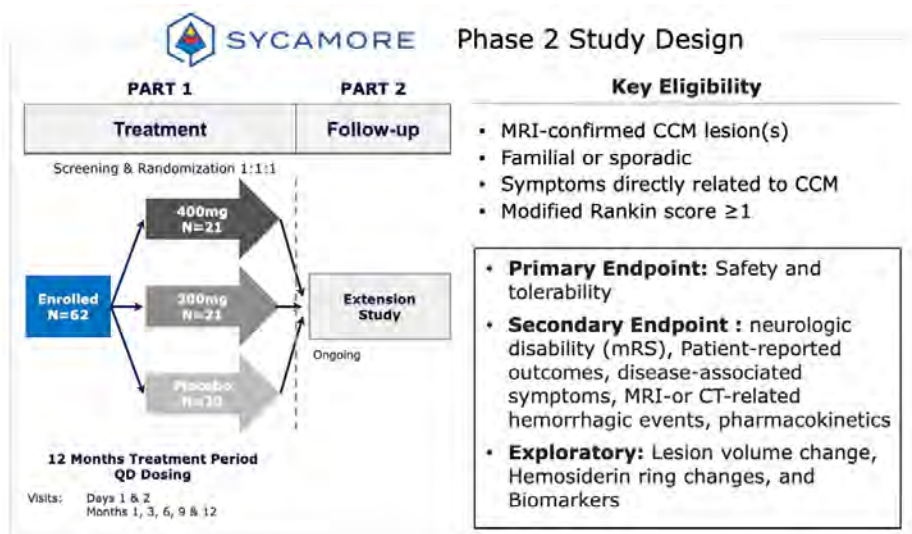 SYCAMORE Phase 2 Study Design
PART 1
PART 2
Treatment
Follow-up
Screening & Randomization 1:1:1
400mg
N=21
Enrolled
N=62
200mg
N=21
Placebo
N=20
Extension
Study
Ongoing
12 Months Treatment Period
QD Dosing
Visits: Days 1 & 2
Months 1, 3, 6, 9 & 12
Key Eligibility
• MRI-confirmed CCM lesion(s)
• Familial or sporadic
• Symptoms directly related to CCM
• Modified Rankin score ≥1
• Primary Endpoint: Safety and
tolerability
• Secondary Endpoint : neurologic
disability (mRS), Patient-reported
outcomes, disease-associated
symptoms, MRI-or CT-related
hemorrhagic events, pharmacokinetics
• Exploratory: Lesion volume change,
Hemosiderin ring changes, and
Biomarkers